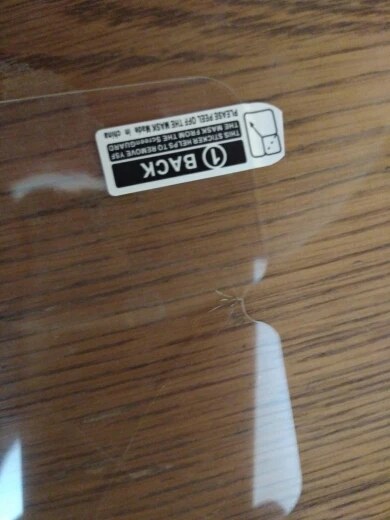 ① BACK
THIS STICKER HELPS TO REMOVE YSF
THE MASK FROM THE ScreenGUARD
PLEASE PEEL OFF THE MASK Made in china